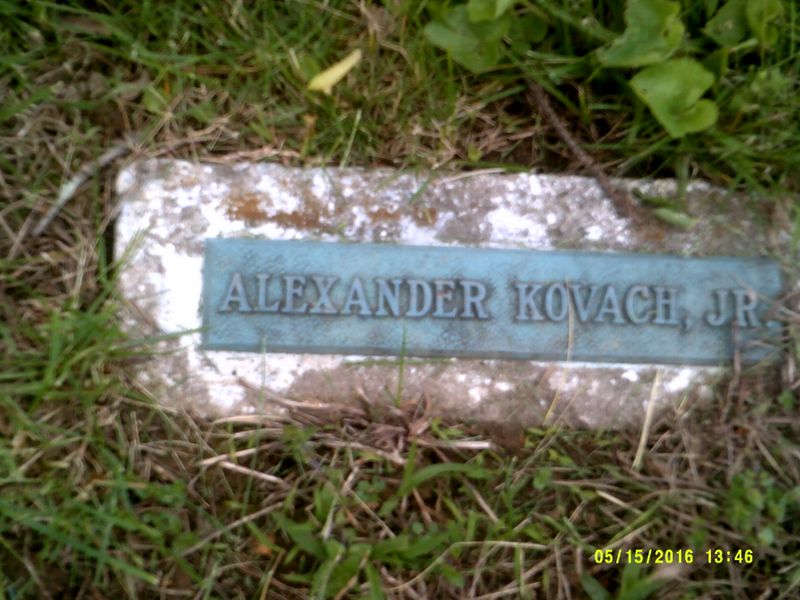 ALEXANDER KOVACH, JR.
05/15/2016 13:46